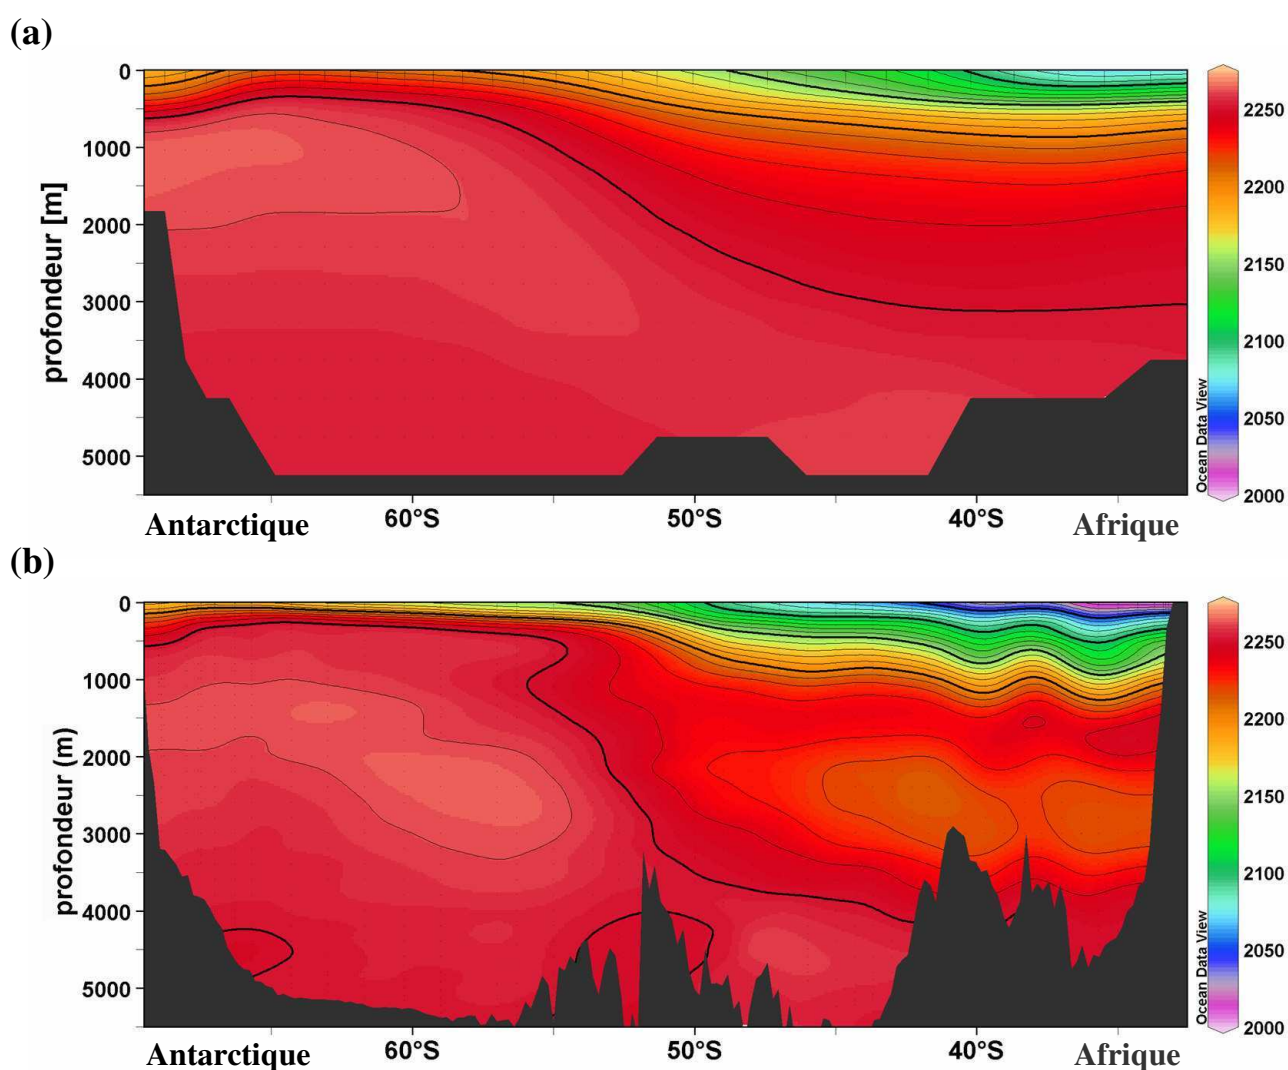 (a)
0
1000
2000
3000
4000
5000
profondeur [m]
60°S
50°S
40°S
Antarctique
Afrique
2250
2200
2150
2100
2050
2000
Ocean Data View
(b)
0
1000
2000
3000
4000
5000
profondeur (m)
60°S
50°S
40°S
Antarctique
Afrique
2250
2200
2150
2100
2050
2000
Ocean Data View